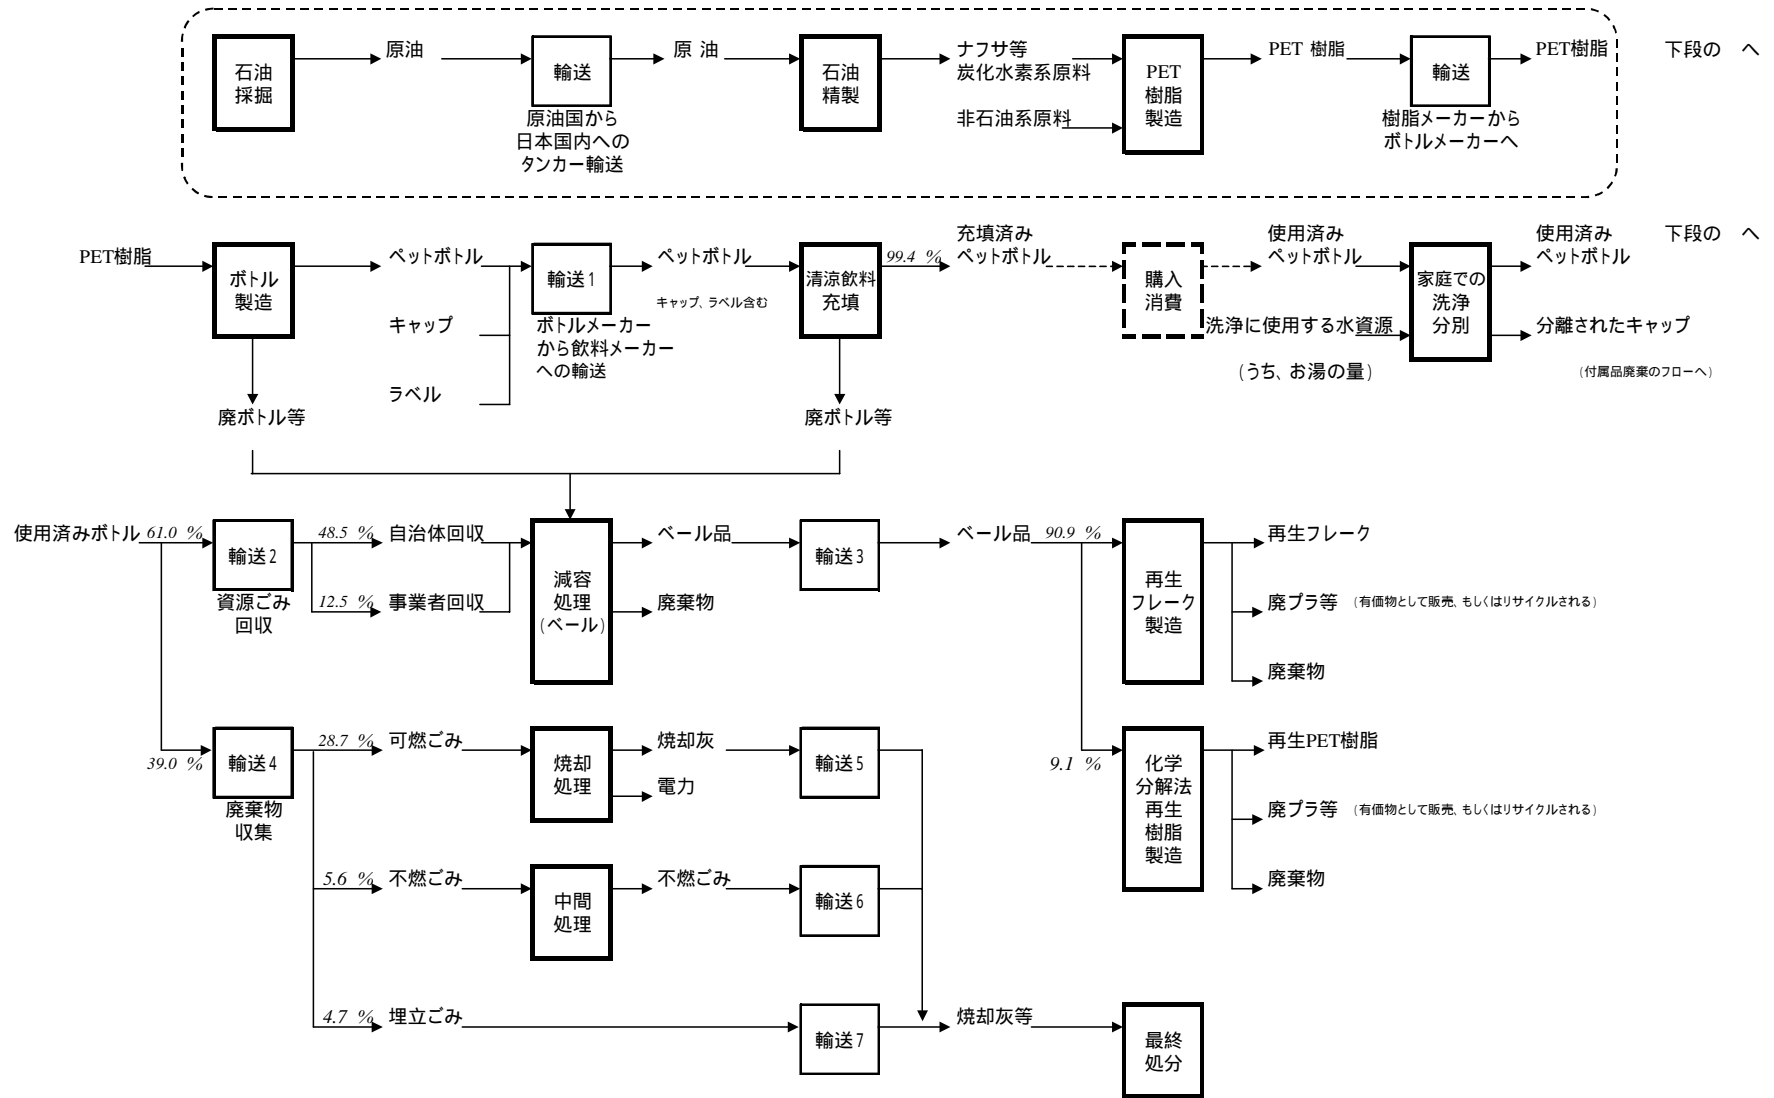 石油
採掘
原油
輸送
原油国から
日本国内への
タンカー輸送
原 油
石油
精製
ナフサ等
炭化水素系原料
非石油系原料
PET
樹脂
製造
PET 樹脂
輸送
樹脂メーカーから
ボトルメーカーへ
PET樹脂
下段の へ
PET樹脂
ボトル
製造
廃ボトル等
ペットボトル
キャップ
ラベル
輸送1
ボトルメーカー
から飲料メーカー
への輸送
ペットボトル
キャップ、ラベル含む
清涼飲料
充填
廃ボトル等
99.4 %
充填済み
ペットボトル
購入
消費
使用済み
ペットボトル
洗浄に使用する水資源
(うち、お湯の量)
家庭での
洗浄
分別
使用済み
ペットボトル
分離されたキャップ
(付属品廃棄のフローへ)
下段の へ
使用済みボトル
61.0 %
輸送2
資源ごみ
回収
48.5 %
自治体回収
12.5 %
事業者回収
減容
処理
(ベール)
ベール品
廃棄物
輸送3
ベール品
90.9 %
再生
フレーク
製造
再生フレーク
廃プラ等 (有価物として販売、もしくはリサイクルされる)
廃棄物
39.0 %
輸送4
廃棄物
収集
28.7 %
可燃ごみ
焼却
処理
焼却灰
電力
輸送5
9.1 %
化学
分解法
再生
樹脂
製造
再生PET樹脂
廃プラ等 (有価物として販売、もしくはリサイクルされる)
廃棄物
5.6 %
不燃ごみ
中間
処理
不燃ごみ
輸送6
4.7 %
埋立ごみ
輸送7
焼却灰等
最終
処分